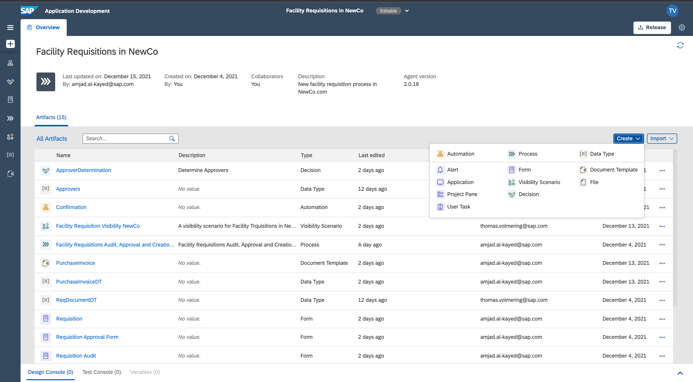 SAP Application Development Facility Requisitions in NewCo Editable TV
Overview Release
Facility Requisitions in NewCo
Last updated on: December 15, 2021 Created on: December 4, 2021 Collaborators Description Agent version
By: amjad.al-kayed@sap.com By: You You New facility requisition process in 2.0.18
NewCo.com
Artifacts (15)
All Artifacts Search... Create Import
Name Description Type Last edited
Automation Process Data Type
Alert Form Document Template
Application Visibility Scenario File
Project Pane Decision
User Task
ApproverDetermination Determine Approvers Decision 2 days ago
Approvers No value. Data Type 12 days ago
Confirmation No value. Automation 2 days ago
Facility Requisition Visibility NewCo A visibility scenario for Facility Trquisitions in Ne... Visibility Scenario 2 days ago thomas.volmering@sap.com December 13, 2021
Facility Requisitions Audit, Approval and Creatio... Facility Requisitions Audit, Approval and Creatio... Process A day ago amjad.al-kayed@sap.com December 4, 2021
PurchaseInvoice No value. Document Template 2 days ago amjad.al-kayed@sap.com December 13, 2021
PurchaseInvoiceDT No value. Data Type 2 days ago amjad.al-kayed@sap.com December 13, 2021
ReqDocumentDT No value. Data Type 12 days ago thomas.volmering@sap.com December 4, 2021
Requisition No value. Form 2 days ago amjad.al-kayed@sap.com December 4, 2021
Requisition Approval Form No value. Form 2 days ago amjad.al-kayed@sap.com December 4, 2021
Requisition Audit No value. Form 2 days ago amjad.al-kayed@sap.com December 4, 2021
Design Console (0) Test Console (0) Variables (0)